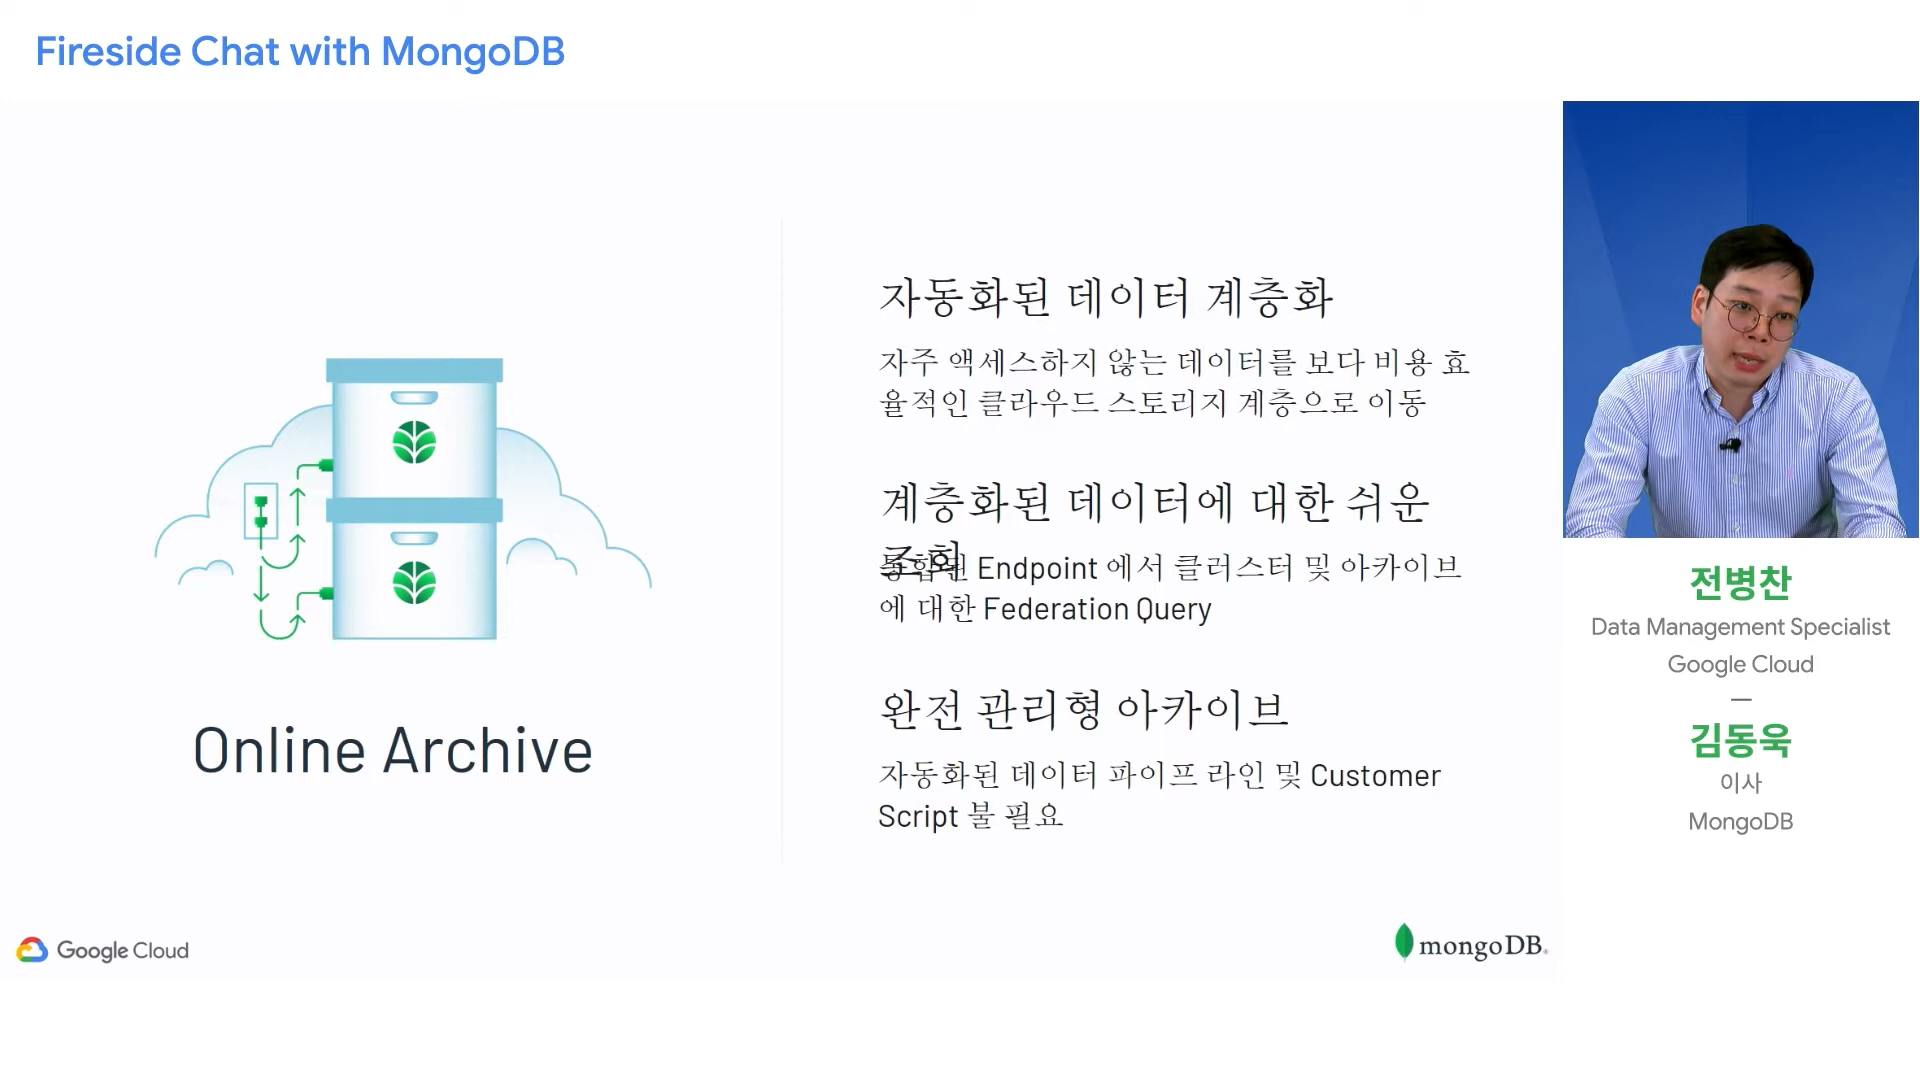 Fireside Chat with MongoDB
자동화된 데이터 계층화
자주 액세스하지 않는 데이터를 보다 비용 효
율적인 클라우드 스토리지 계층으로 이동
계층화된 데이터에 대한 쉬운
조회
통합된 Endpoint 에서 클러스터 및 아카이브
에 대한 Federation Query
완전 관리형 아카이브
자동화된 데이터 파이프 라인 및 Customer
Script 불 필요
Online Archive
전병찬
Data Management Specialist
Google Cloud
—
김동욱
이사
MongoDB
Google Cloud
mongoDB®